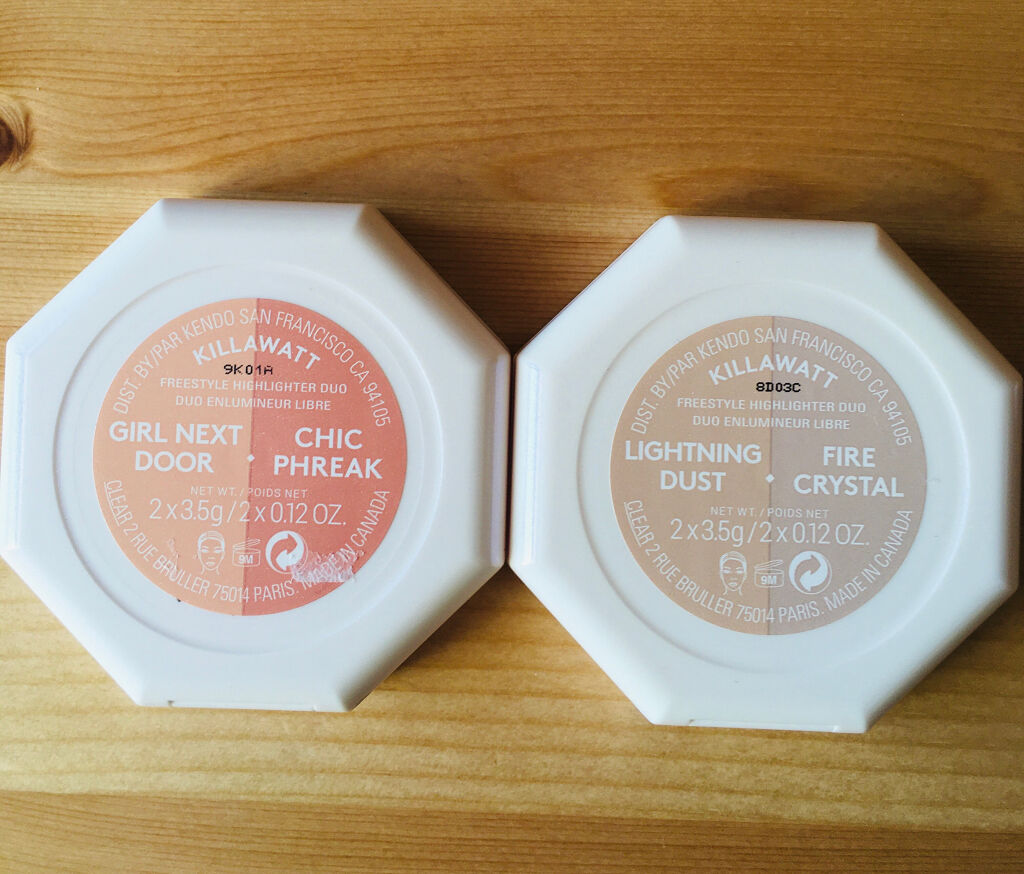 DIST. BY/PAR KENDO SAN FRANCISCO CA 94105
KILLAWATT
9K01A
FREESTYLE HIGHLIGHTER DUO
DUO ENLUMINEUR LIBRE
GIRL NEXT
DOOR
CHIC
PHREAK
NET WT. / POIDS NET
2 x 3.5g / 2 x 0.12 OZ.
9M
CLEAR 2 RUE BRULLER 75014 PARIS. MADE IN CANADA
DIST. BY/PAR KENDO SAN FRANCISCO CA 94105
KILLAWATT
8D03C
FREESTYLE HIGHLIGHTER DUO
DUO ENLUMINEUR LIBRE
LIGHTNING
DUST
FIRE
CRYSTAL
NET WT. / POIDS NET
2 x 3.5g / 2 x 0.12 OZ.
9M
CLEAR 2 RUE BRULLER 75014 PARIS. MADE IN CANADA